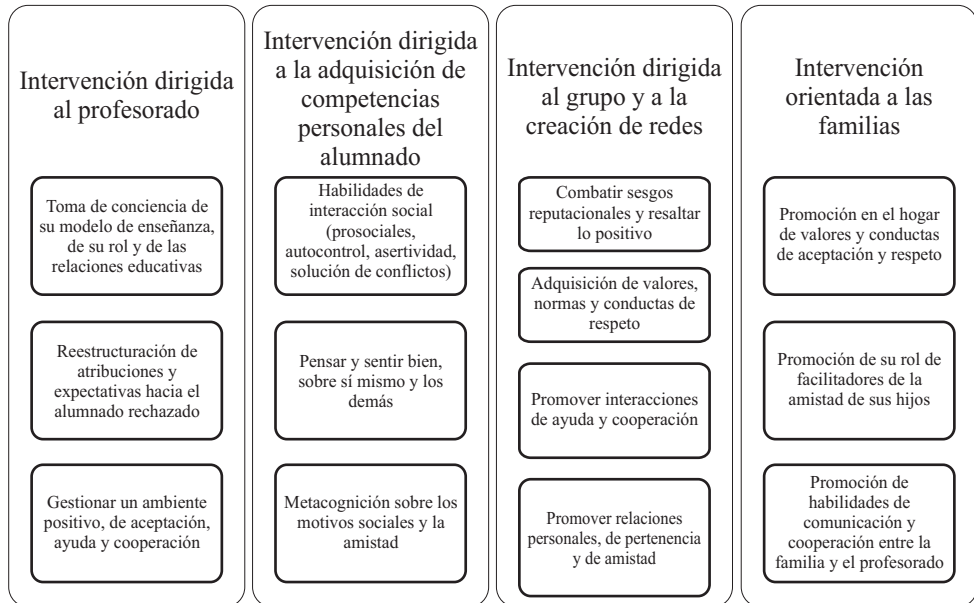 Intervención dirigida
al profesorado
Toma de conciencia de
su modelo de enseñanza,
de su rol y de las
relaciones educativas
Reestructuración de
atribuciones y
expectativas hacia el
alumnado rechazado
Gestionar un ambiente
positivo, de aceptación,
ayuda y cooperación
Intervención dirigida
a la adquisición de
competencias
personales del
alumnado
Habilidades de
interacción social
(prosociales,
autocontrol, asertividad,
solución de conflictos)
Pensar y sentir bien,
sobre sí mismo y los
demás
Metacognición sobre los
motivos sociales y la
amistad
Intervención dirigida
al grupo y a la
creación de redes
Combatir sesgos
reputacionales y resaltar
lo positivo
Adquisición de valores,
normas y conductas de
respeto
Promover interacciones
de ayuda y cooperación
Promover relaciones
personales, de pertenencia
y de amistad
Intervención
orientada a las
familias
Promoción en el hogar
de valores y conductas
de aceptación y respeto
Promoción de su rol de
facilitadores de la
amistad de sus hijos
Promoción de
habilidades de
comunicación y
cooperación entre la
familia y el profesorado